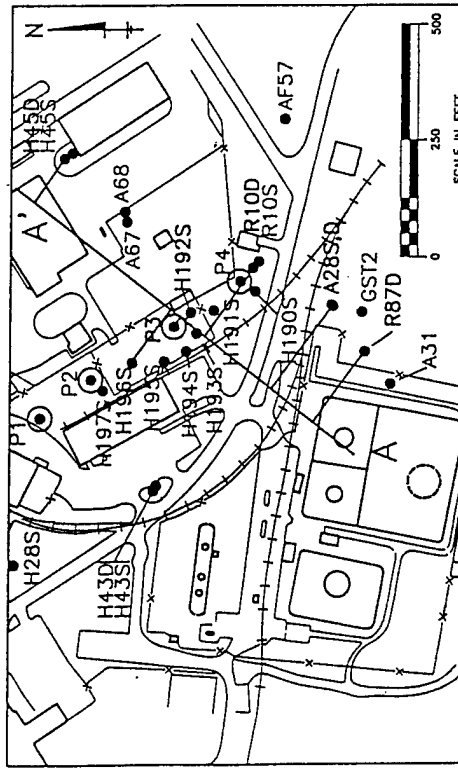 N
H45D
H45S
A'
A68
A67
AF57
R10D
R10S
P4
H192S
P3
H191S
H190S
P2
P1
H197
H196S
H195S
H194S
H193S
H28S
H43D
H43S
A28S/D
GST2
R87D
A31
A
0 250 500
SCALE IN FEET